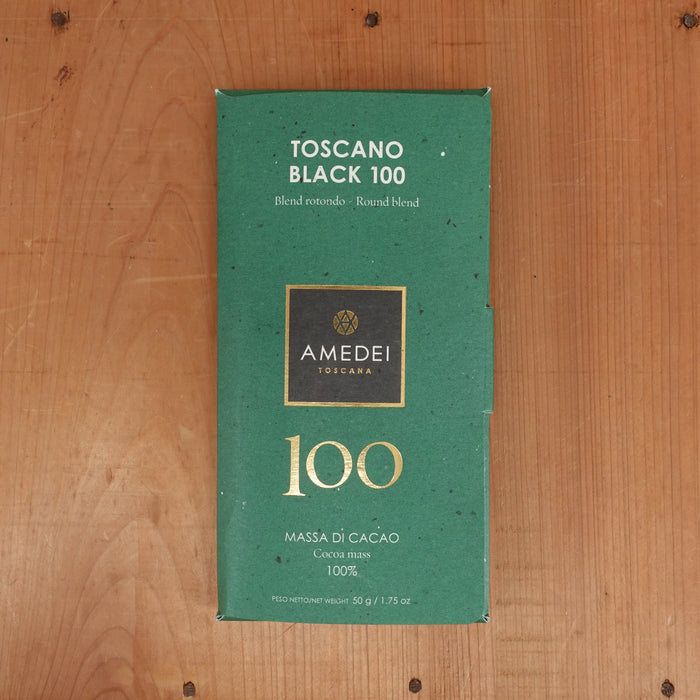 TOSCANO
BLACK 100
Blend rotondo - Round blend
AMEDEI
TOSCANA
100
MASSA DI CACAO
Cocoa mass
100%
PESO NETTO/NET WEIGHT 50 g / 1.75 oz